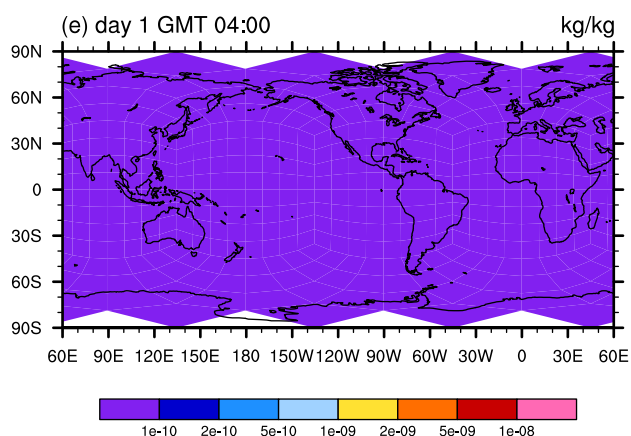 (e) day 1 GMT 04:00 kg/kg
90N
60N
30N
0
30S
60S
90S
60E 90E 120E 150E 180 150W 120W 90W 60W 30W 0 30E 60E
1e-10 2e-10 5e-10 1e-09 2e-09 5e-09 1e-08